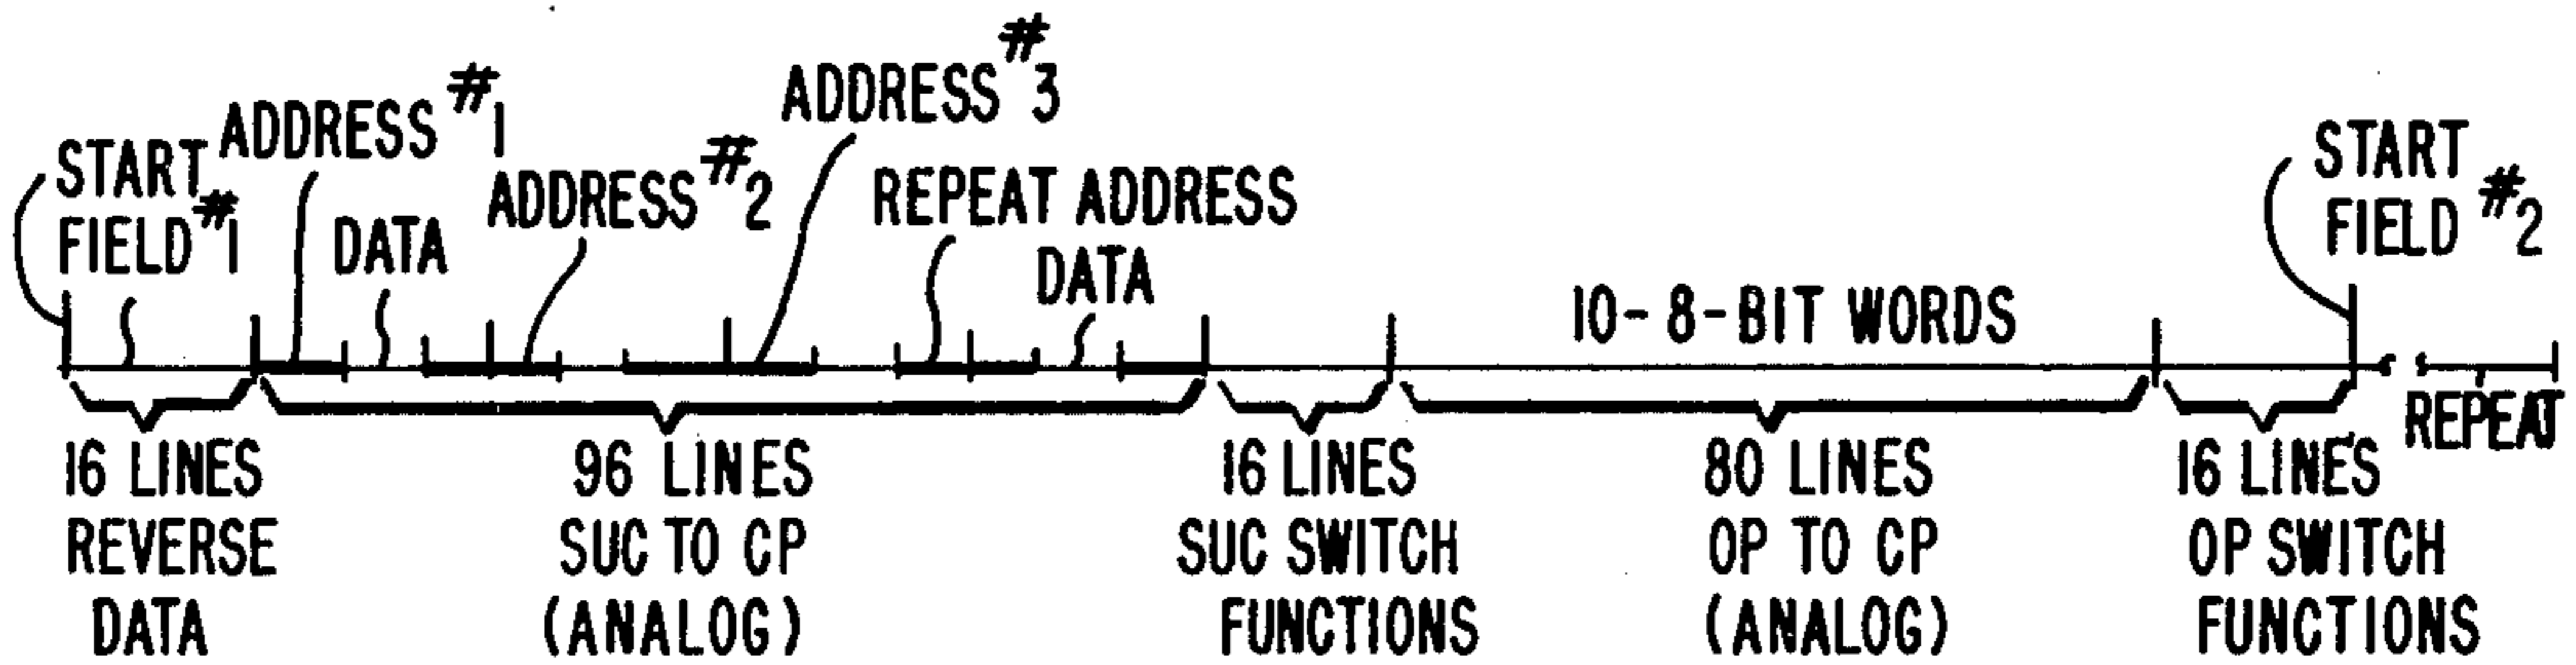 START
FIELD #1
ADDRESS #1
DATA
ADDRESS #2
ADDRESS #3
REPEAT ADDRESS
DATA
10-8-BIT WORDS
START
FIELD #2
REPEAT
16 LINES
REVERSE
DATA
96 LINES
SUC TO CP
(ANALOG)
16 LINES
SUC SWITCH
FUNCTIONS
80 LINES
OP TO CP
(ANALOG)
16 LINES
OP SWITCH
FUNCTIONS